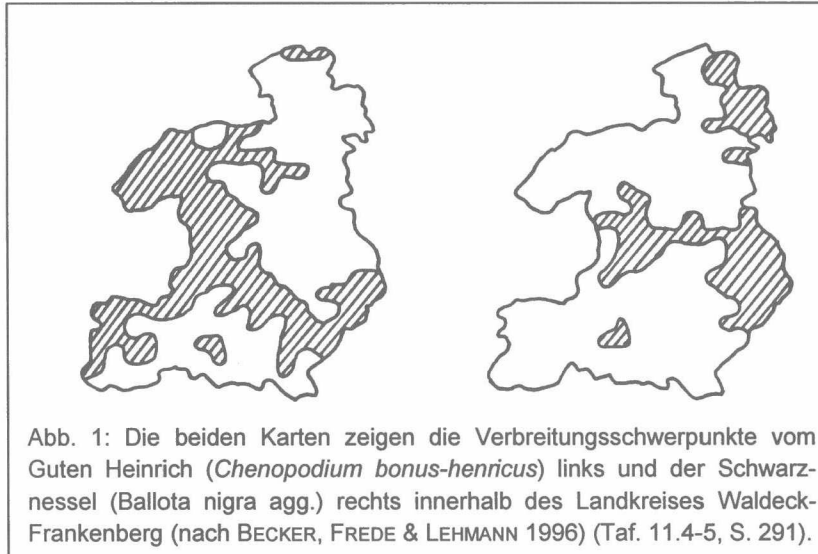 Abb. 1: Die beiden Karten zeigen die Verbreitungsschwerpunkte vom
Guten Heinrich (Chenopodium bonus-henricus) links und der Schwarz-
nessel (Ballota nigra agg.) rechts innerhalb des Landkreises Waldeck-
Frankenberg (nach BECKER, FREDE & LEHMANN 1996) (Taf. 11.4-5, S. 291).